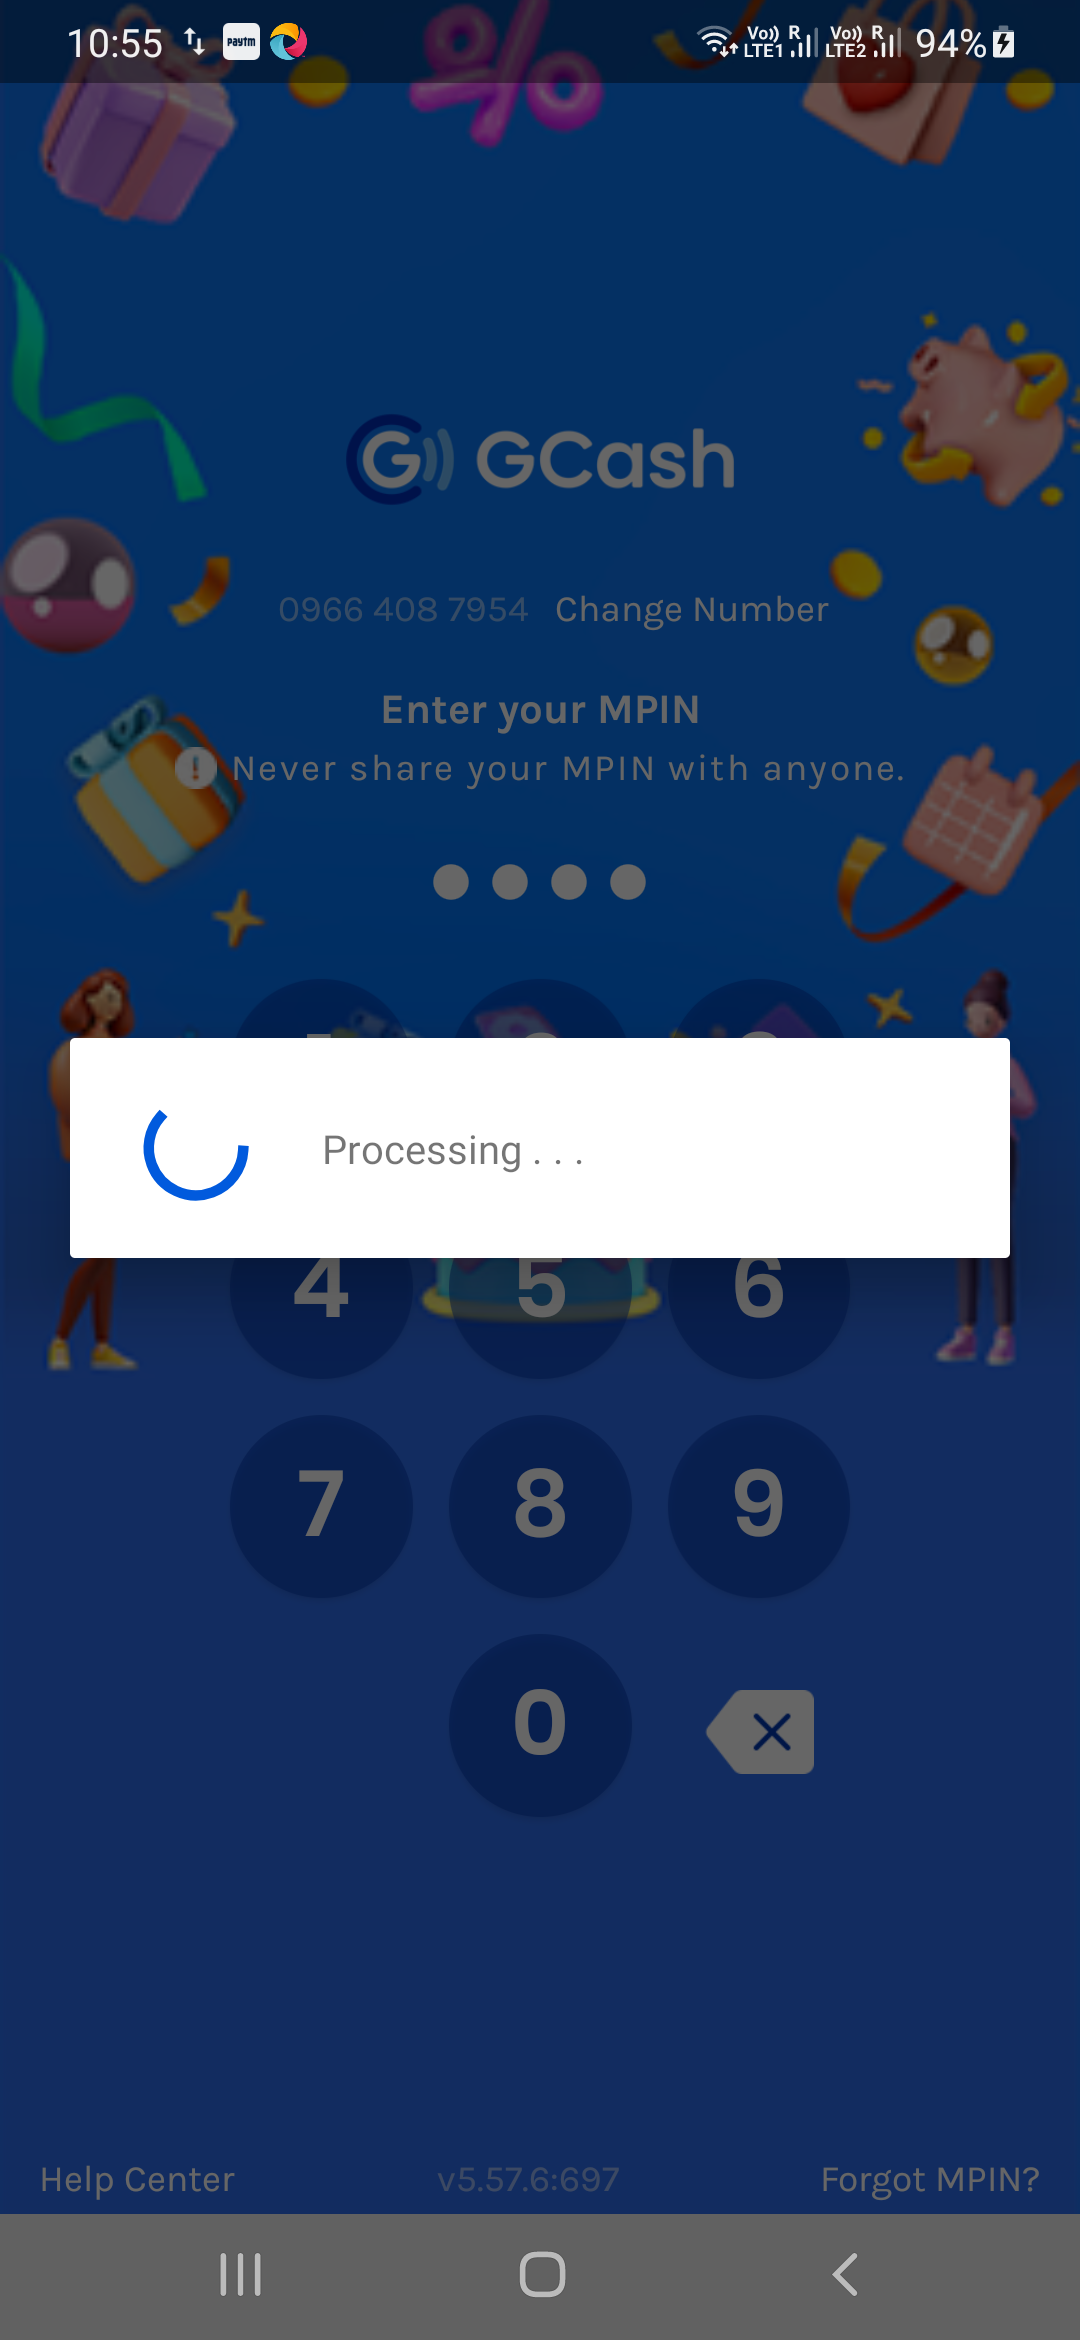 10:55 paytm Vo)) LTE1 R Vo)) LTE2 R 94%
G GCash
0966 408 7954 Change Number
Enter your MPIN
! Never share your MPIN with anyone.
Processing . . .
4 5 6
7 8 9
0
Help Center v5.57.6:697 Forgot MPIN?